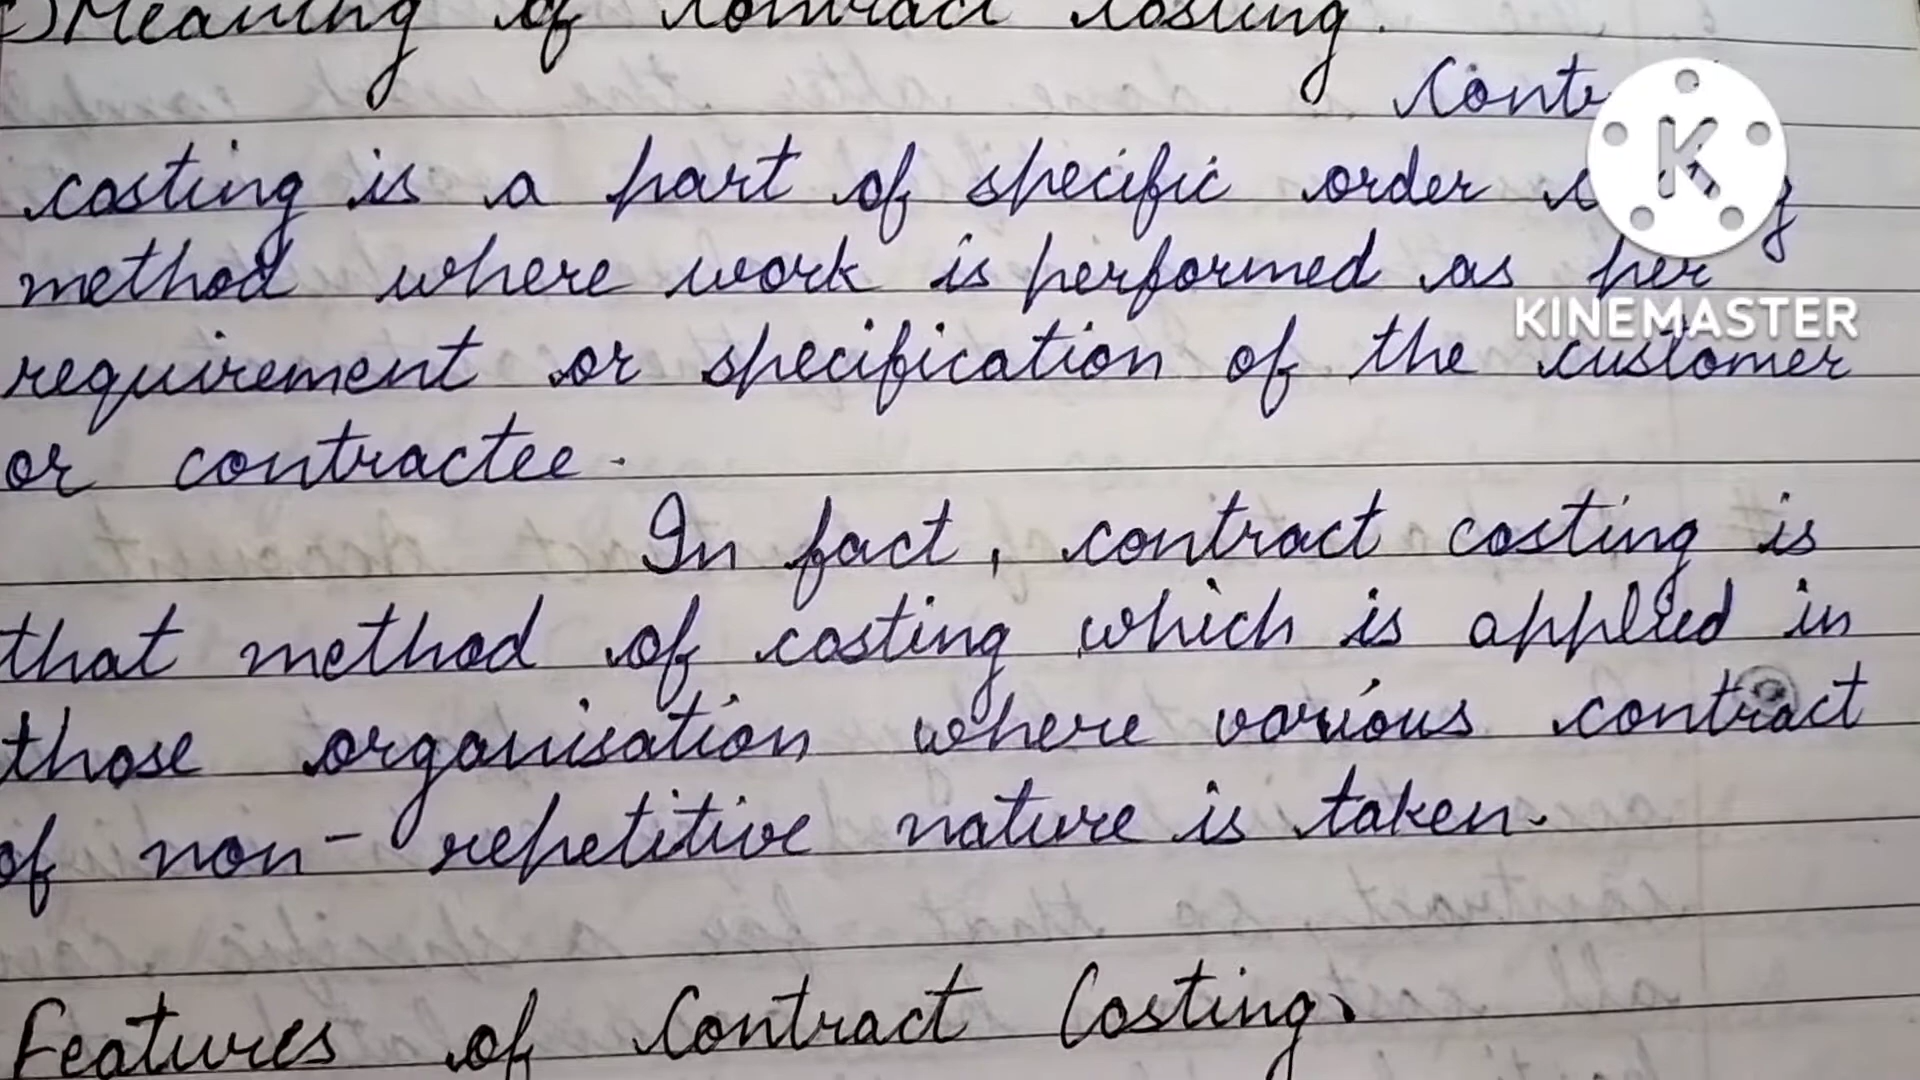 Meaning of Contract Costing.
costing is a part of specific order
method where work is performed as per
KINEMASTER
requirement or specification of the customer
or contractee.
In fact, contract costing is
that method of costing which is applied in
those organisation where various contract
of non-repetitive nature is taken.
Features of Contract Costing